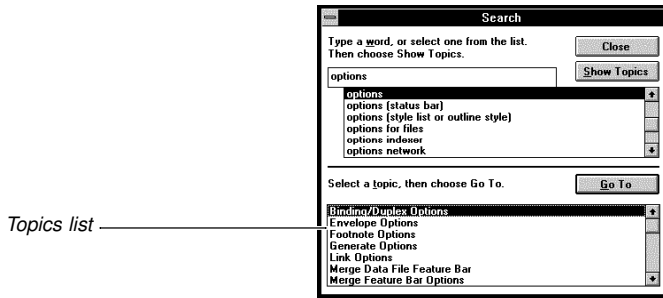 Search
Type a word, or select one from the list.
Then choose Show Topics.
Close
Show Topics
options
options
options (status bar)
options (style list or outline style)
options for files
options indexer
options network
Select a topic, then choose Go To.
Go To
Topics list
Binding/Duplex Options
Envelope Options
Footnote Options
Generate Options
Link Options
Merge Data File Feature Bar
Merge Feature Bar Options